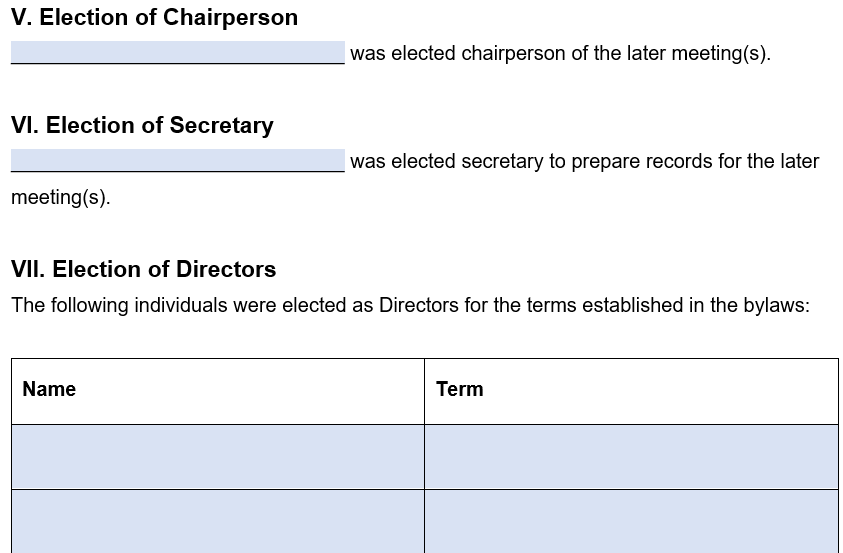 V. Election of Chairperson
was elected chairperson of the later meeting(s).
VI. Election of Secretary
was elected secretary to prepare records for the later
meeting(s).
VII. Election of Directors
The following individuals were elected as Directors for the terms established in the bylaws:
Name Term